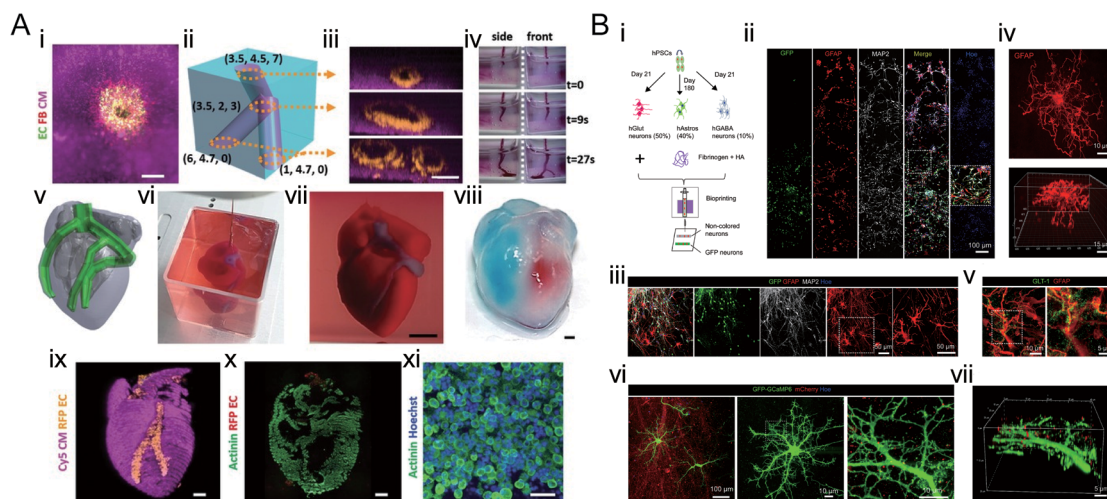 A
i
EC FB CM
ii
(3.5, 4.5, 7)
(3.5, 2, 3)
(6, 4.7, 0)
(1, 4.7, 0)
iii
iv
side front
t=0
t=9s
t=27s
v
vi
vii
viii
ix
Cy5 CM RFP EC
x
Actinin RFP EC
xi
Actinin Hoechst
B
i
hPSCs
Day 21
Day
180
Day 21
hGlut
neurons (50%)
hAstros
(40%)
hGABA
neurons (10%)
+
Fibrinogen + HA
Bioprinting
Non-colored
neurons
GFP neurons
ii
GFP
GFAP
MAP2
Merge
Hoe
100 µm
iv
GFAP
10 µm
15 µm
iii
GFP GFAP MAP2 Hoe
50 µm
50 µm
v
GLT-1 GFAP
10 µm
5 µm
vi
GFP-GCaMP6 mCherry Hoe
100 µm
10 µm
vii
5 µm